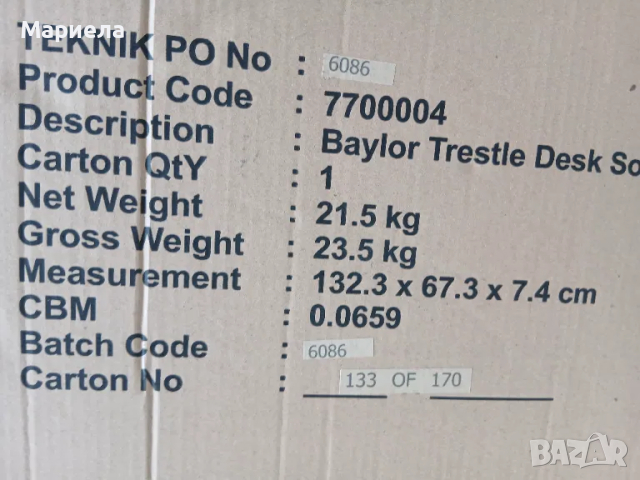 Мариела
TEKNIK PO No : 6086
Product Code : 7700004
Description : Baylor Trestle Desk So
Carton QtY : 1
Net Weight : 21.5 kg
Gross Weight : 23.5 kg
Measurement : 132.3 x 67.3 x 7.4 cm
CBM : 0.0659
Batch Code : 6086
Carton No : 133 OF 170
BAZAR